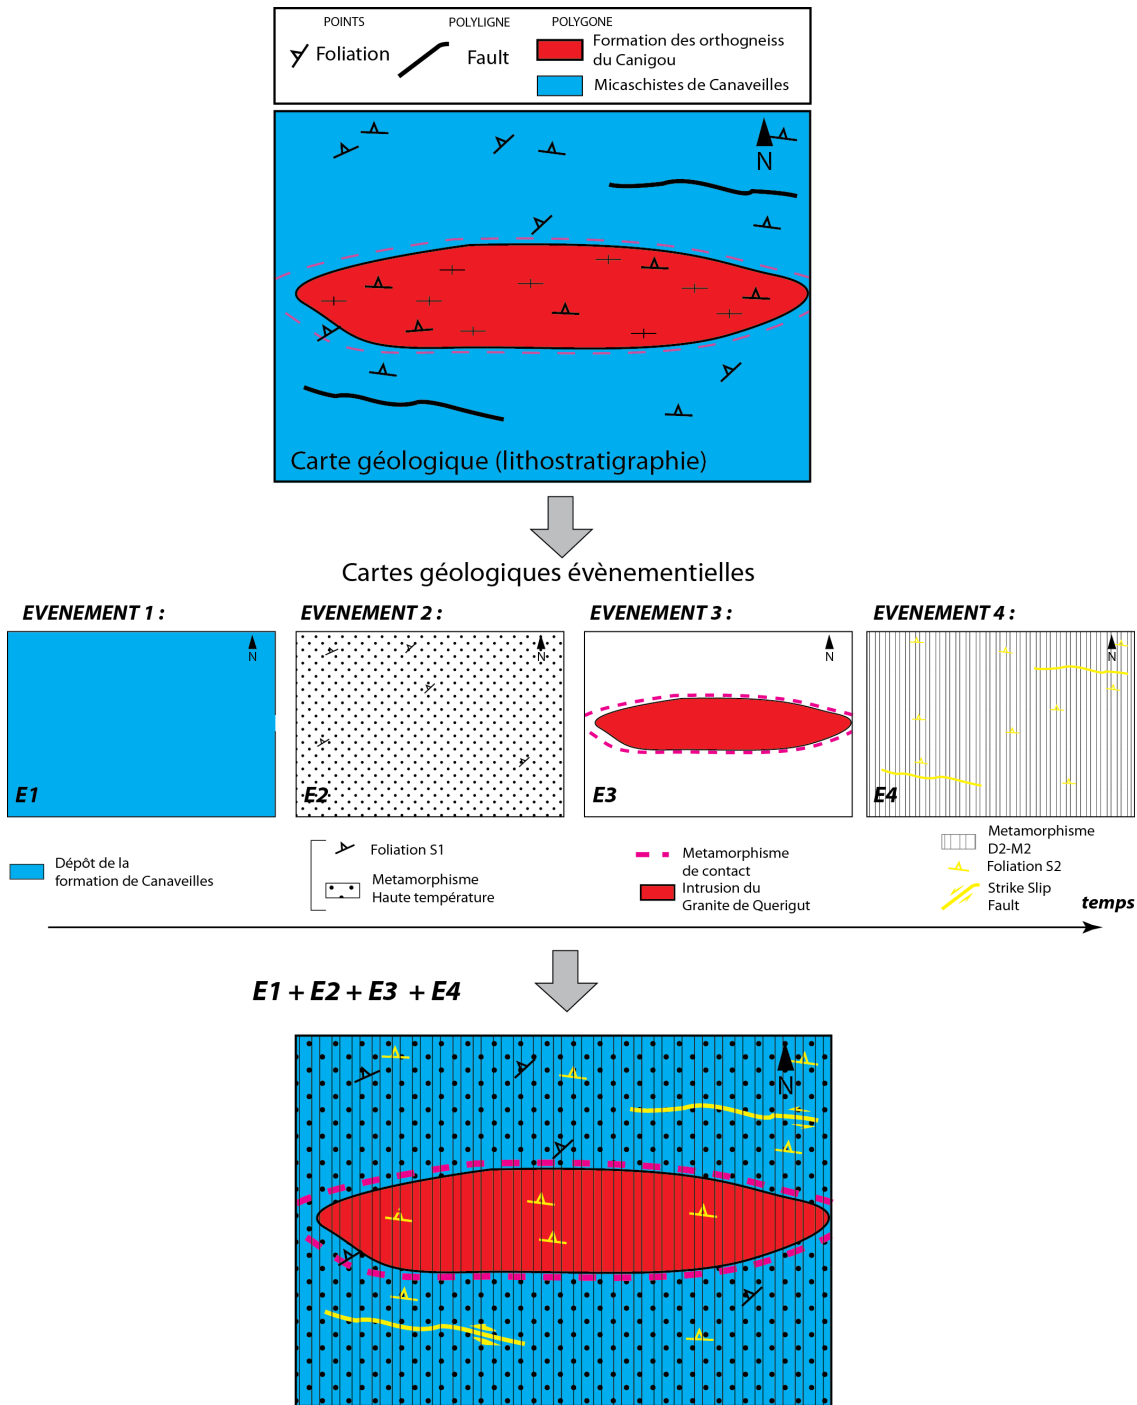 POINTS
POLYLIGNE
POLYGONE
Foliation
Fault
Formation des orthogneiss
du Canigou
Micaschistes de Canaveilles
N
Carte géologique (lithostratigraphie)
Cartes géologiques évènementielles
EVENEMENT 1 :
EVENEMENT 2 :
EVENEMENT 3 :
EVENEMENT 4 :
N
N
N
N
E1
E2
E3
E4
Dépôt de la
formation de Canaveilles
Foliation S1
Metamorphisme
Haute température
Metamorphisme
de contact
Intrusion du
Granite de Querigut
Metamorphisme
D2-M2
Foliation S2
Strike Slip
Fault
temps
E1 + E2 + E3 + E4
N